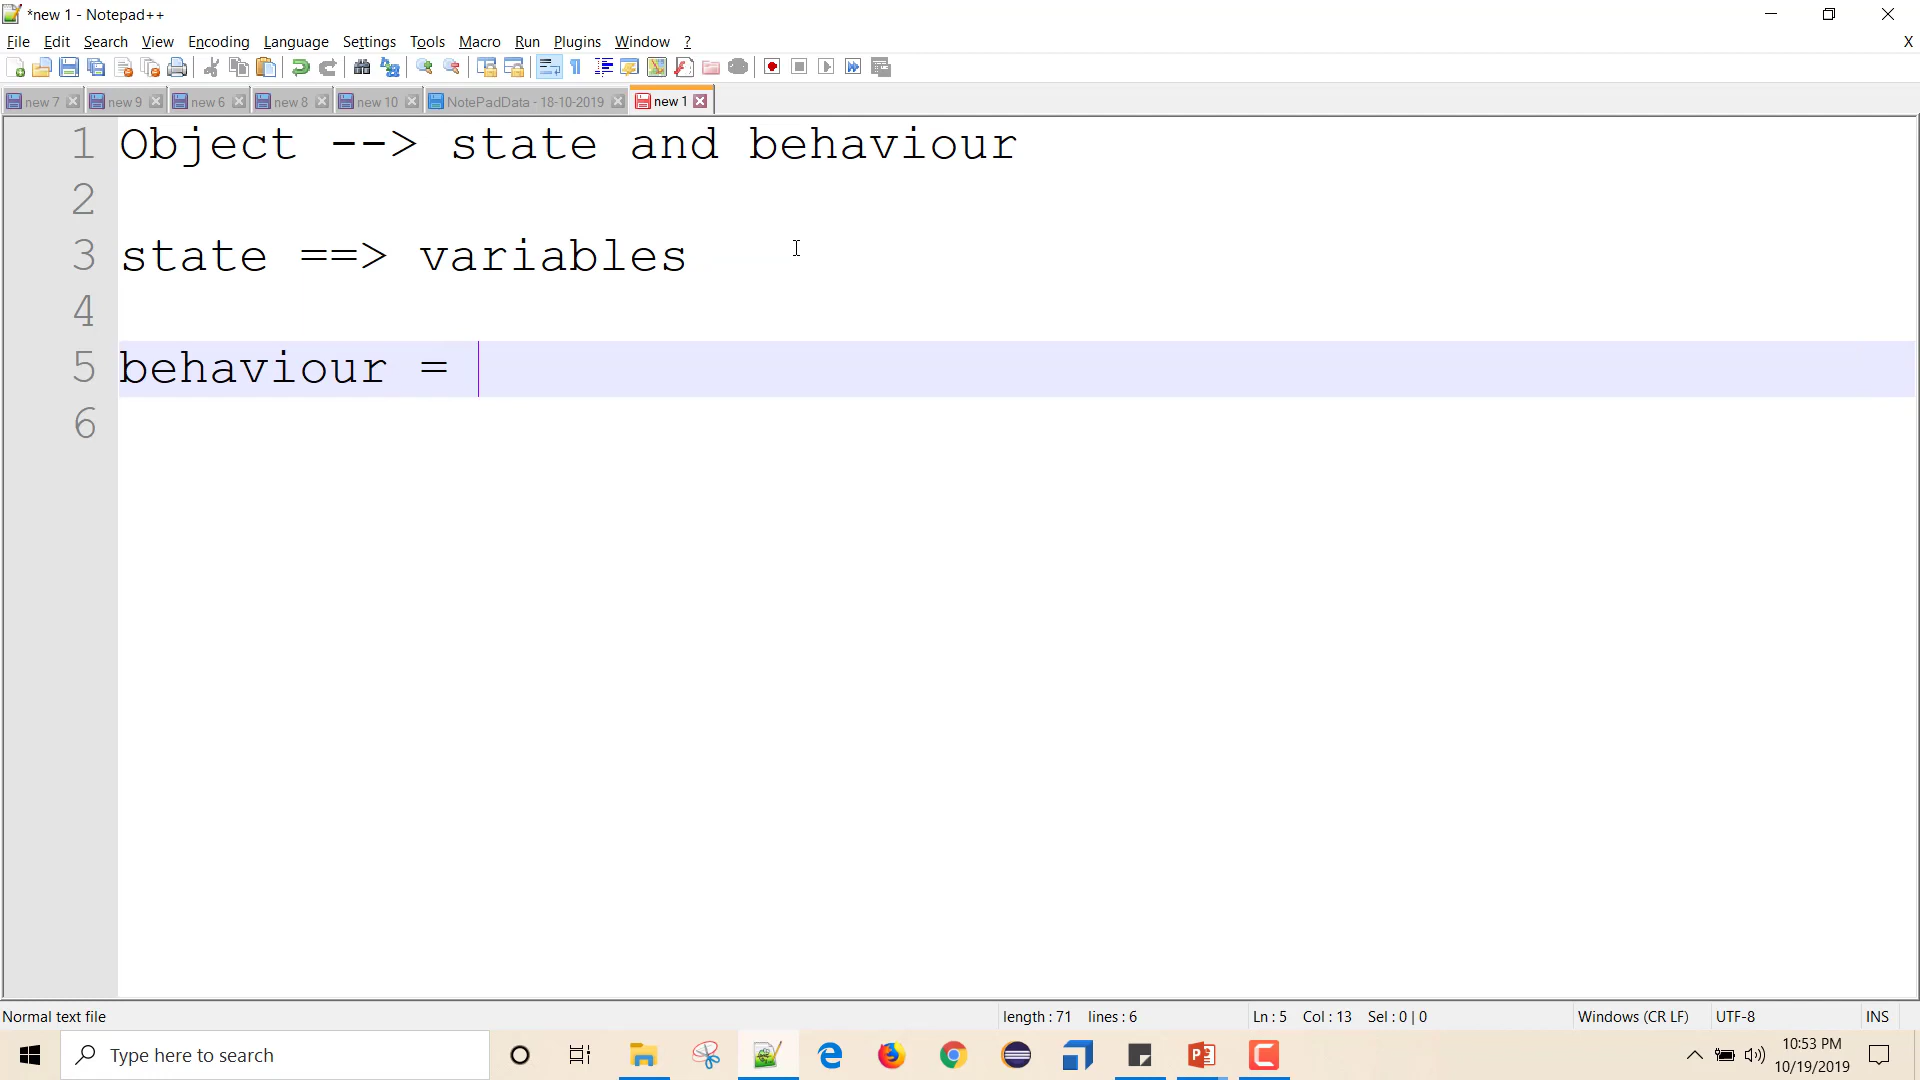 *new 1 - Notepad++
File Edit Search View Encoding Language Settings Tools Macro Run Plugins Window ? X
new 7 new 9 new 6 new 8 new 10 NotePadData - 18-10-2019 new 1
1 Object --> state and behaviour
2
3 state ==> variables
4
5 behaviour =
6
Normal text file length : 71 lines : 6 Ln : 5 Col : 13 Sel : 0 | 0 Windows (CR LF) UTF-8 INS
Type here to search
10:53 PM
10/19/2019